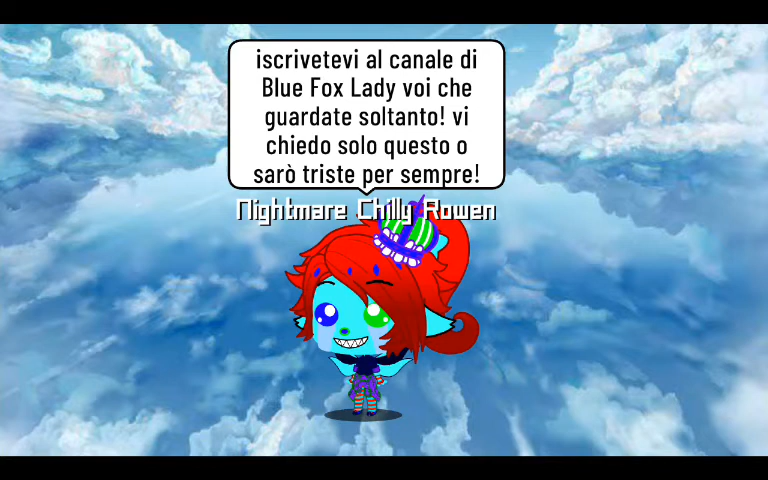 iscrivetevi al canale di
Blue Fox Lady voi che
guardate soltanto! vi
chiedo solo questo o
sarò triste per sempre!
Nightmare Chilly Rowen